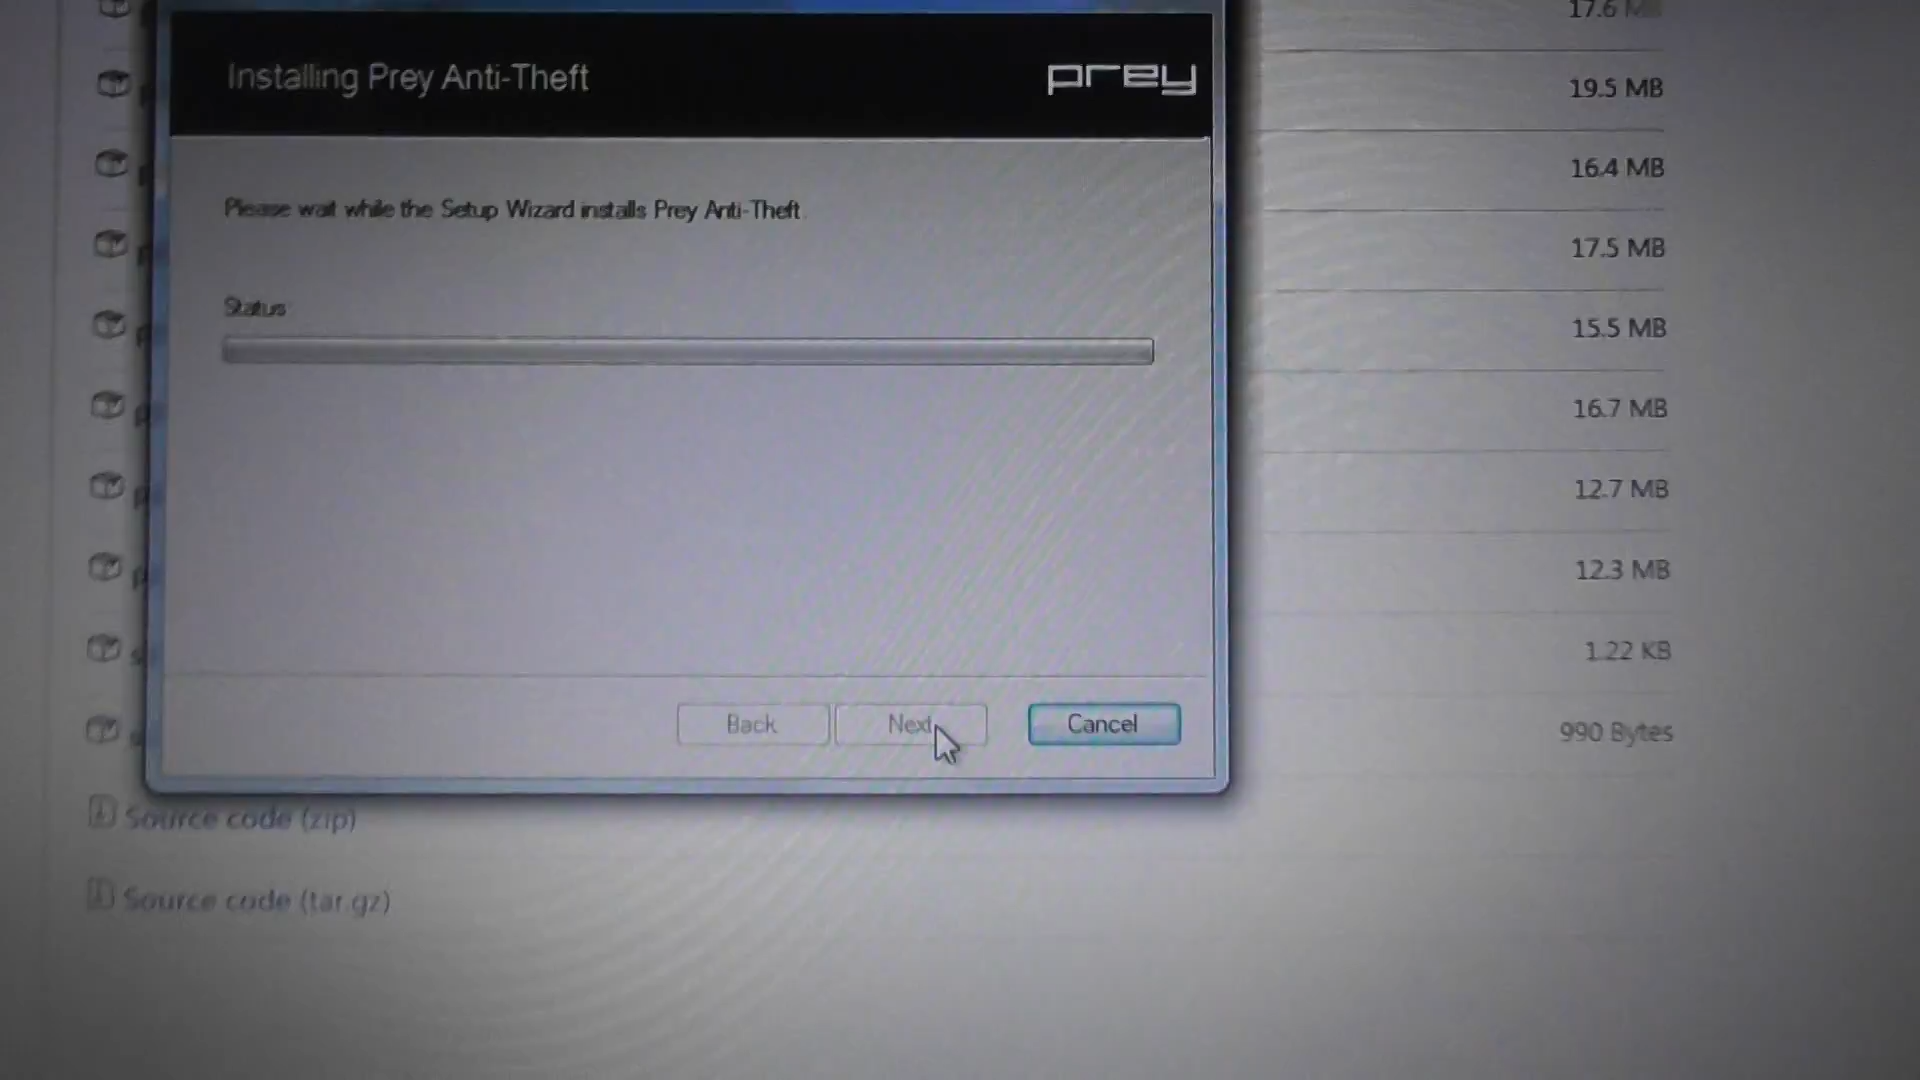 17.6 MB
Installing Prey Anti-Theft
prey
19.5 MB
16.4 MB
Please wait while the Setup Wizard installs Prey Anti-Theft
17.5 MB
Status
15.5 MB
16.7 MB
12.7 MB
12.3 MB
1.22 KB
Back
Next
Cancel
990 Bytes
Source code (zip)
Source code (tar.gz)